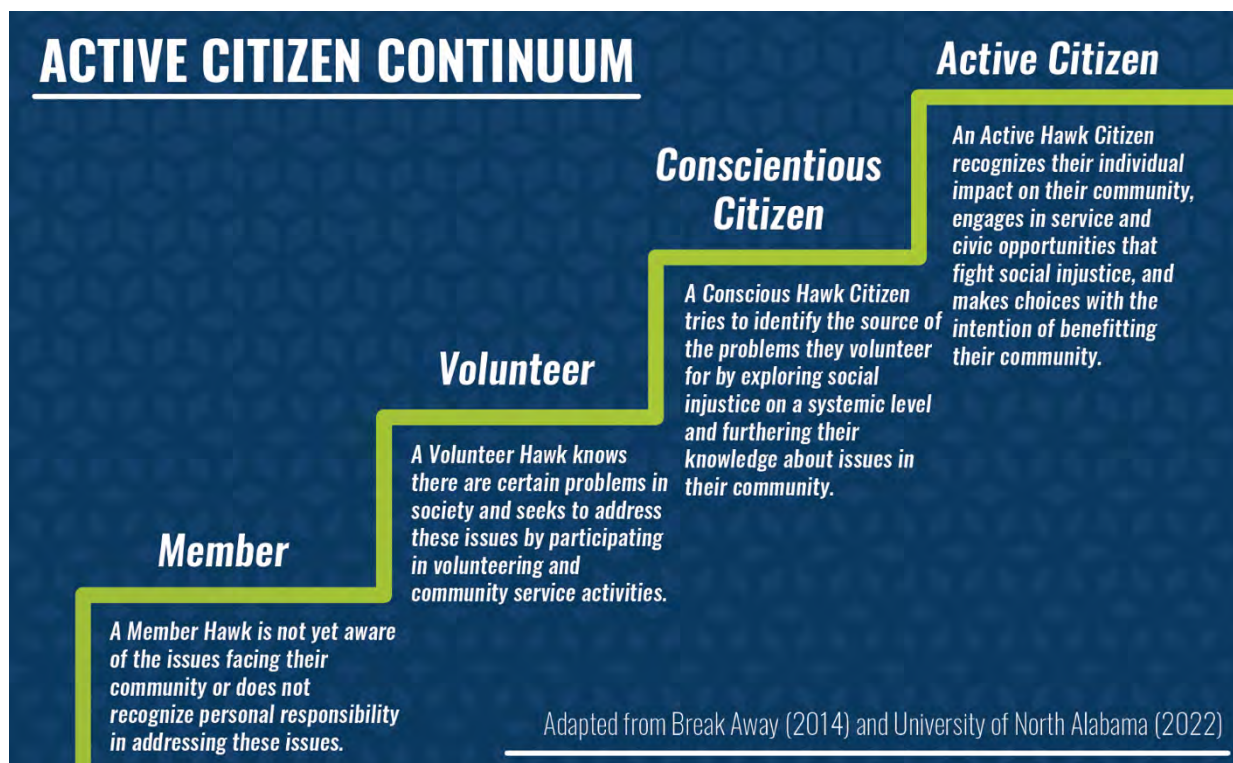 ACTIVE CITIZEN CONTINUUM
Member
A Member Hawk is not yet aware
of the issues facing their
community or does not
recognize personal responsibility
in addressing these issues.
Volunteer
A Volunteer Hawk knows
there are certain problems in
society and seeks to address
these issues by participating
in volunteering and
community service activities.
Conscientious
Citizen
A Conscious Hawk Citizen
tries to identify the source of
the problems they volunteer
for by exploring social
injustice on a systemic level
and furthering their
knowledge about issues in
their community.
Active Citizen
An Active Hawk Citizen
recognizes their individual
impact on their community,
engages in service and
civic opportunities that
fight social injustice, and
makes choices with the
intention of benefitting
their community.
Adapted from Break Away (2014) and University of North Alabama (2022)